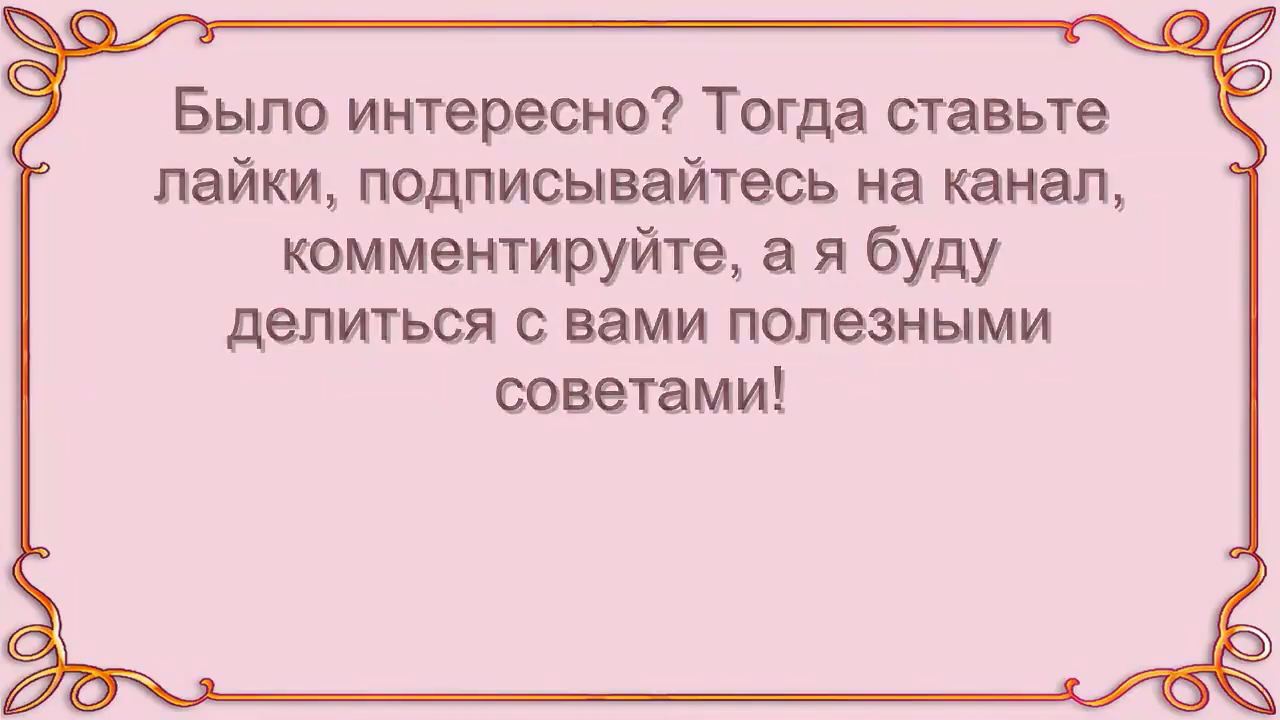 Было интересно? Тогда ставьте
лайки, подписывайтесь на канал,
комментируйте, а я буду
делиться с вами полезными
советами!